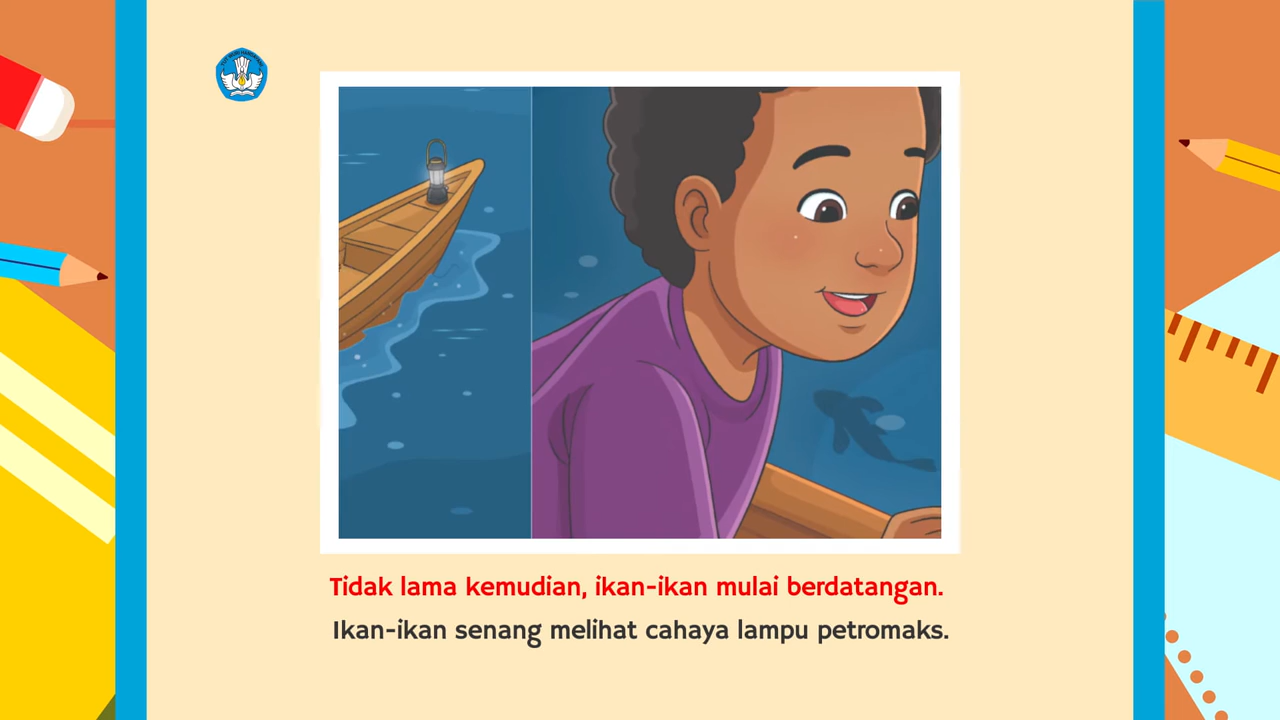 Tidak lama kemudian, ikan-ikan mulai berdatangan.
Ikan-ikan senang melihat cahaya lampu petromaks.